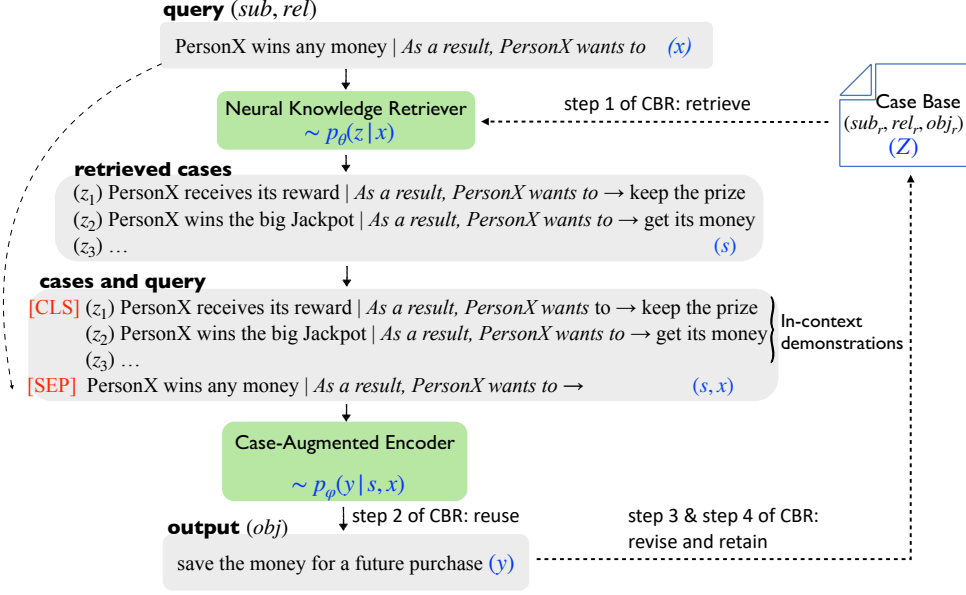 query (sub, rel)
PersonX wins any money | As a result, PersonX wants to (x)
Neural Knowledge Retriever
∼ pθ(z|x)
step 1 of CBR: retrieve
Case Base
(sub_r, rel_r, obj_r)
(Z)
retrieved cases
(z₁) PersonX receives its reward | As a result, PersonX wants to → keep the prize
(z₂) PersonX wins the big Jackpot | As a result, PersonX wants to → get its money
(z₃) …
(s)
cases and query
[CLS] (z₁) PersonX receives its reward | As a result, PersonX wants to → keep the prize
(z₂) PersonX wins the big Jackpot | As a result, PersonX wants to → get its money
(z₃) …
In-context
demonstrations
[SEP] PersonX wins any money | As a result, PersonX wants to → (s, x)
Case-Augmented Encoder
∼ pφ(y|s, x)
step 2 of CBR: reuse
output (obj)
save the money for a future purchase (y)
step 3 & step 4 of CBR:
revise and retain